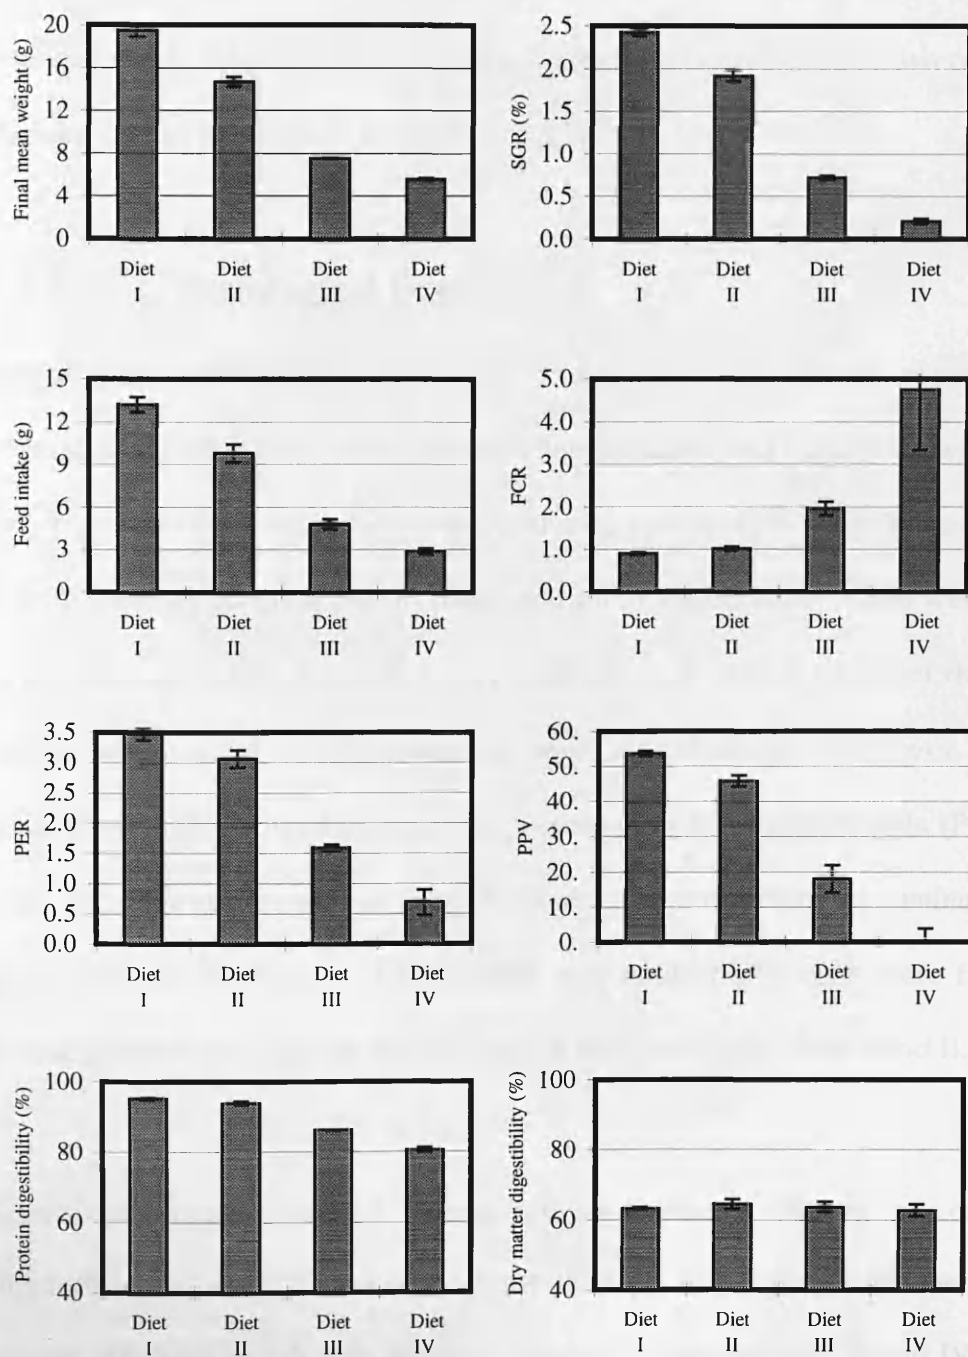 Final mean weight (g)
20
16
12
8
4
0
Diet Diet Diet Diet
I II III IV
SGR (%)
2.5
2.0
1.5
1.0
0.5
0.0
Diet Diet Diet Diet
I II III IV
Feed intake (g)
15
12
9
6
3
0
Diet Diet Diet Diet
I II III IV
FCR
5.0
4.0
3.0
2.0
1.0
0.0
Diet Diet Diet Diet
I II III IV
PER
3.5
3.0
2.5
2.0
1.5
1.0
0.5
0.0
Diet Diet Diet Diet
I II III IV
PPV
60.
50.
40.
30.
20.
10.
0.
Diet Diet Diet Diet
I II III IV
Protein digestibility (%)
100
80
60
40
Diet Diet Diet Diet
I II III IV
Dry matter digestibility (%)
100
80
60
40
Diet Diet Diet Diet
I II III IV